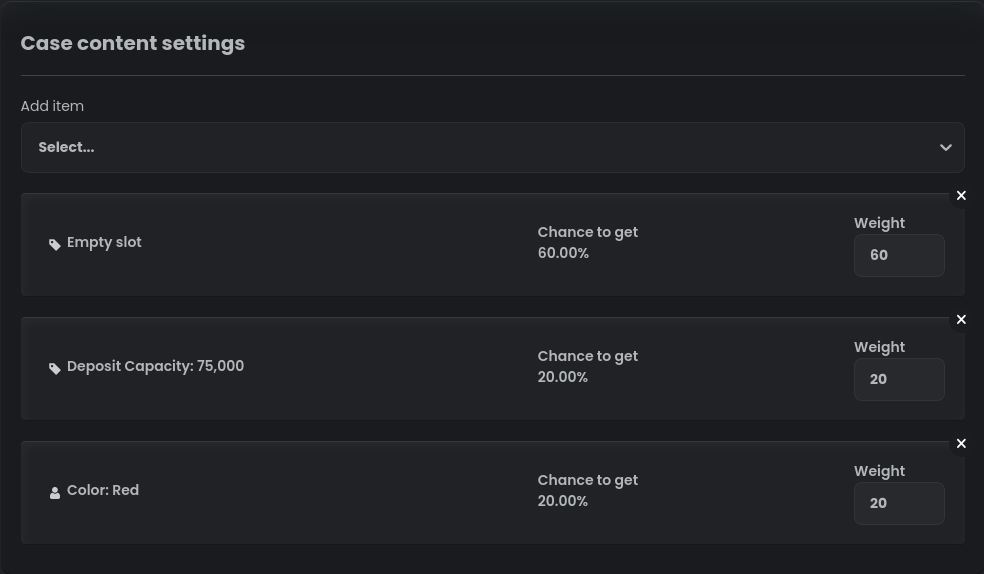 Case content settings
Add item
Select...
Empty slot
Chance to get
60.00%
Weight
60
Deposit Capacity: 75,000
Chance to get
20.00%
Weight
20
Color: Red
Chance to get
20.00%
Weight
20